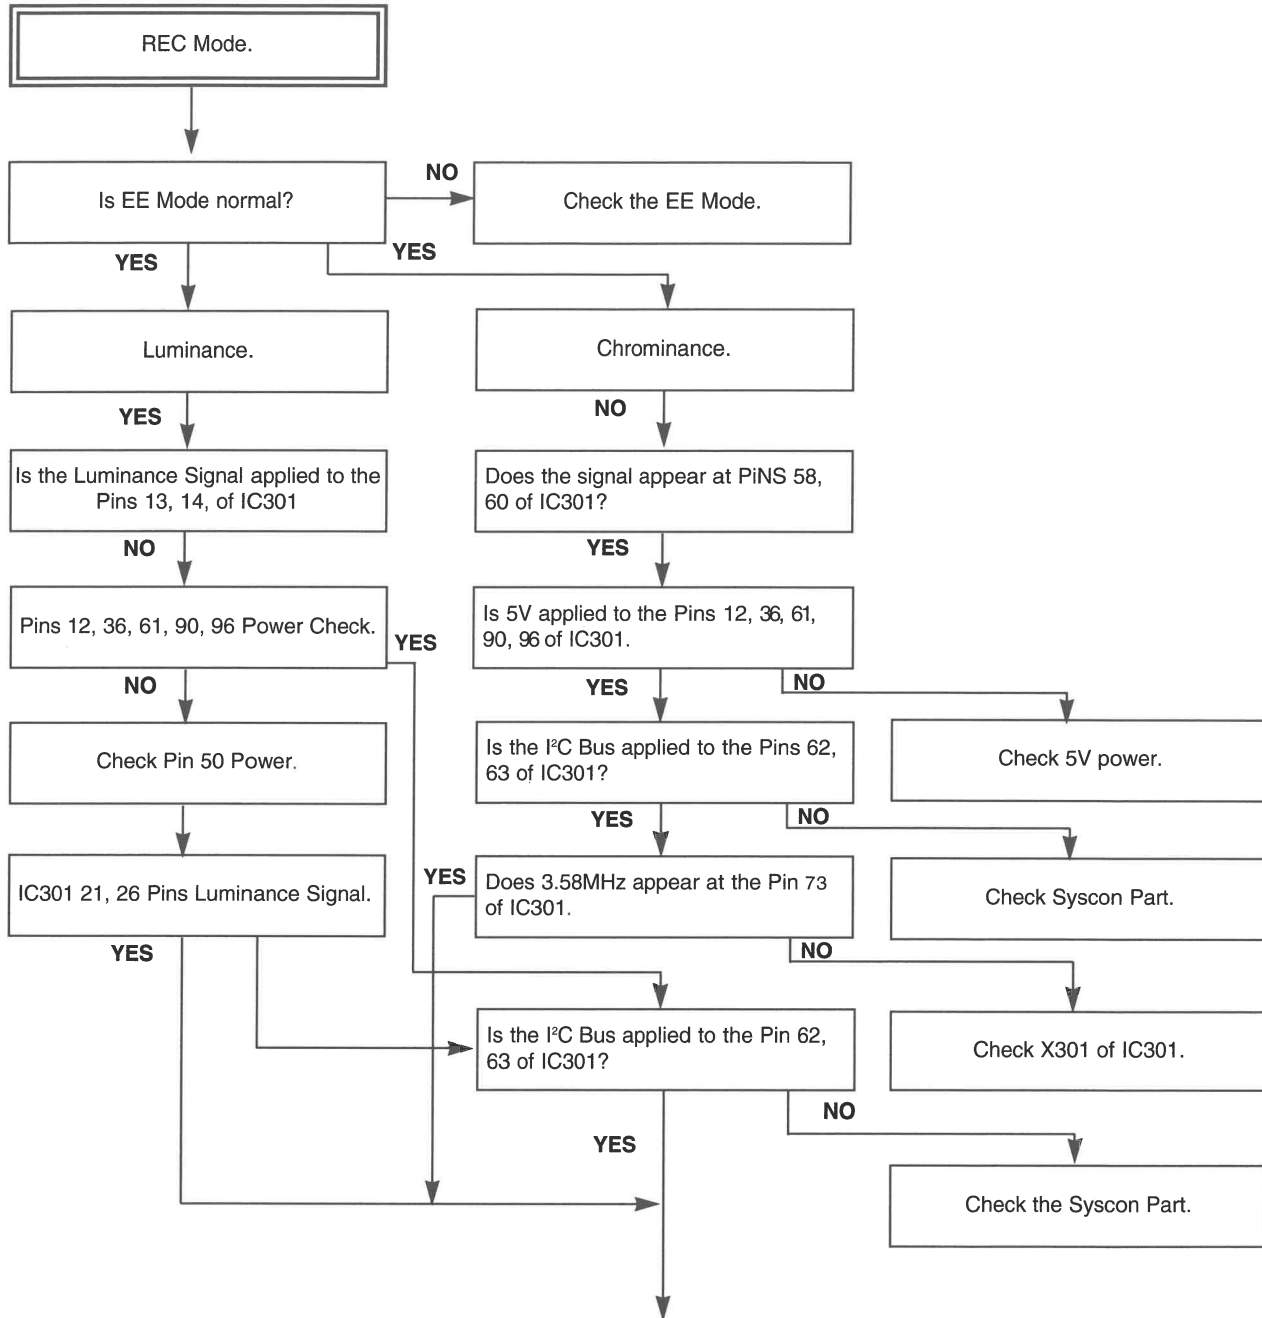 REC Mode.
Is EE Mode normal?
NO
Check the EE Mode.
YES
YES
Luminance.
Chrominance.
YES
NO
Is the Luminance Signal applied to the
Pins 13, 14, of IC301
Does the signal appear at PiNS 58,
60 of IC301?
NO
YES
Pins 12, 36, 61, 90, 96 Power Check.
YES
Is 5V applied to the Pins 12, 36, 61,
90, 96 of IC301.
NO
YES
NO
Check Pin 50 Power.
Is the I²C Bus applied to the Pins 62,
63 of IC301?
Check 5V power.
YES
NO
IC301 21, 26 Pins Luminance Signal.
YES
Does 3.58MHz appear at the Pin 73
of IC301.
Check Syscon Part.
YES
NO
Is the I²C Bus applied to the Pin 62,
63 of IC301?
Check X301 of IC301.
NO
YES
Check the Syscon Part.